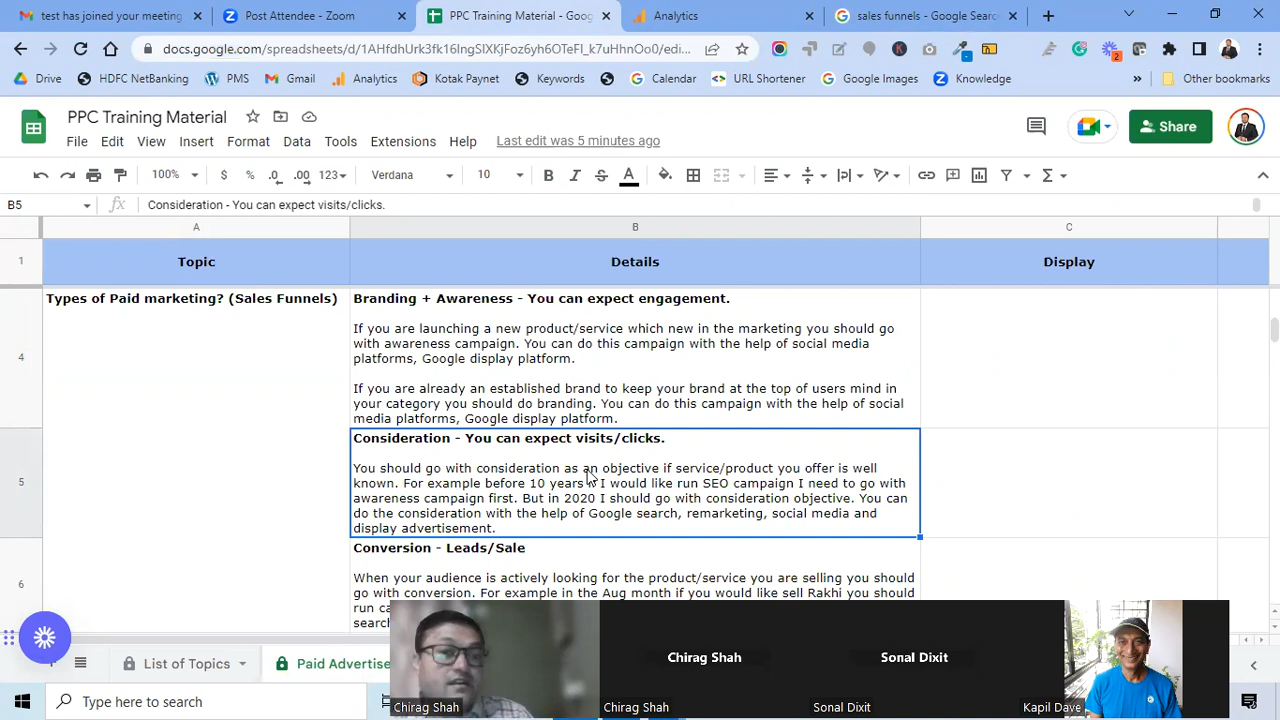 test has joined your meeting
Post Attendee - Zoom
PPC Training Material - Goog
Analytics
sales funnels - Google Search
docs.google.com/spreadsheets/d/1AHfdhUrk3fk16IngSlXKjFoz6yh6OTeFl_k7uHhnOo0/edi...
Drive
HDFC NetBanking
PMS
Gmail
Analytics
Kotak Paynet
Keywords
Calendar
URL Shortener
Google Images
Knowledge
»
Other bookmarks
PPC Training Material
File Edit View Insert Format Data Tools Extensions Help
Last edit was 5 minutes ago
Share
100% $ % .0 .00 123 Verdana 10 B I S A
B5
fx
Consideration - You can expect visits/clicks.
A B C
1 Topic Details Display
4
Types of Paid marketing? (Sales Funnels)
Branding + Awareness - You can expect engagement.
If you are launching a new product/service which new in the marketing you should go
with awareness campaign. You can do this campaign with the help of social media
platforms, Google display platform.
If you are already an established brand to keep your brand at the top of users mind in
your category you should do branding. You can do this campaign with the help of social
media platforms, Google display platform.
5
Consideration - You can expect visits/clicks.
You should go with consideration as an objective if service/product you offer is well
known. For example before 10 years if I would like run SEO campaign I need to go with
awareness campaign first. But in 2020 I should go with consideration objective. You can
do the consideration with the help of Google search, remarketing, social media and
display advertisement.
6
Conversion - Leads/Sale
When your audience is actively looking for the product/service you are selling you should
go with conversion. For example in the Aug month if you would like sell Rakhi you should
run ca
searc
List of Topics
Paid Advertise
Chirag Shah
Sonal Dixit
Chirag Shah
Chirag Shah
Sonal Dixit
Kapil Dave
Type here to search